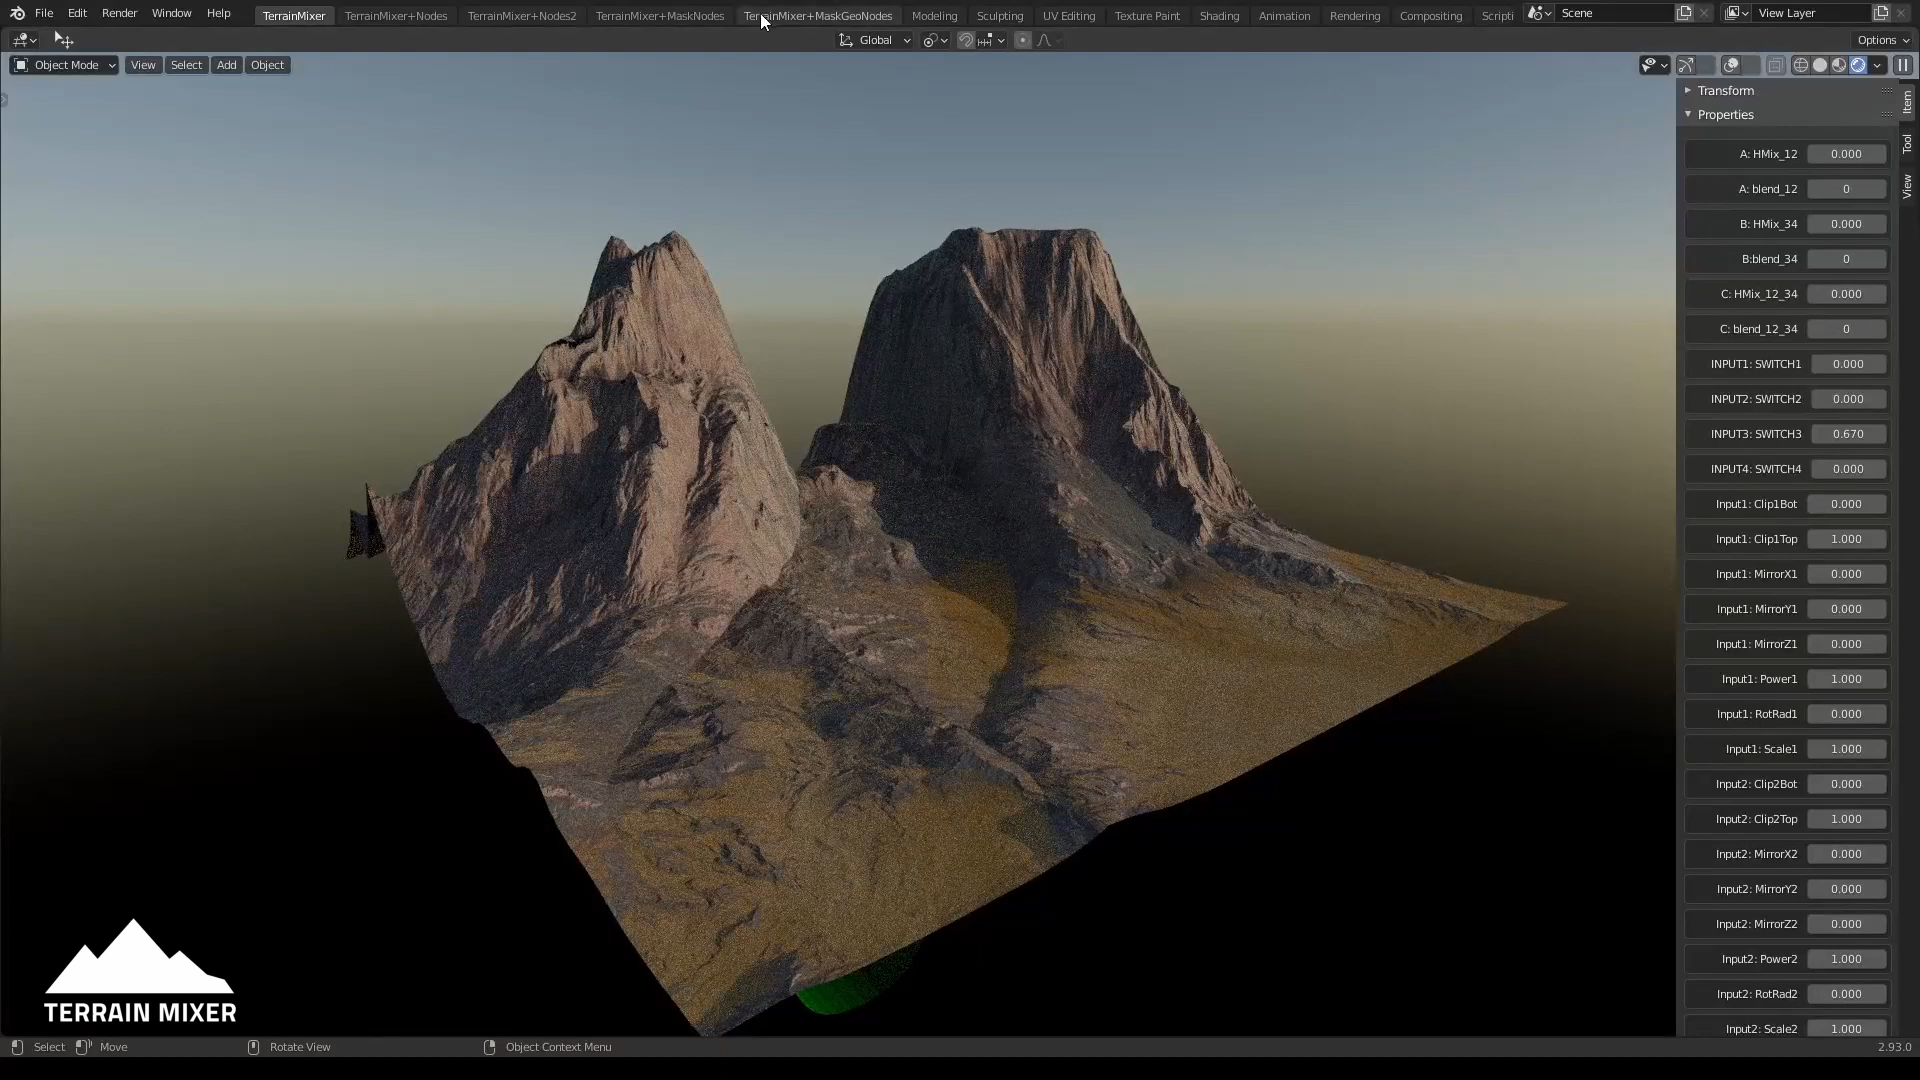 File Edit Render Window Help TerrainMixer TerrainMixer+Nodes TerrainMixer+Nodes2 TerrainMixer+MaskNodes TerrainMixer+MaskGeoNodes Modeling Sculpting UV Editing Texture Paint Shading Animation Rendering Compositing Scripti Scene View Layer
Global Options
Object Mode View Select Add Object
Transform
Properties
Item
Tool
View
A: HMix_12 0.000
A: blend_12 0
B: HMix_34 0.000
B:blend_34 0
C: HMix_12_34 0.000
C: blend_12_34 0
INPUT1: SWITCH1 0.000
INPUT2: SWITCH2 0.000
INPUT3: SWITCH3 0.670
INPUT4: SWITCH4 0.000
Input1: Clip1Bot 0.000
Input1: Clip1Top 1.000
Input1: MirrorX1 0.000
Input1: MirrorY1 0.000
Input1: MirrorZ1 0.000
Input1: Power1 1.000
Input1: RotRad1 0.000
Input1: Scale1 1.000
Input2: Clip2Bot 0.000
Input2: Clip2Top 1.000
Input2: MirrorX2 0.000
Input2: MirrorY2 0.000
Input2: MirrorZ2 0.000
Input2: Power2 1.000
Input2: RotRad2 0.000
Input2: Scale2 1.000
TERRAIN MIXER
Select Move Rotate View Object Context Menu 2.93.0